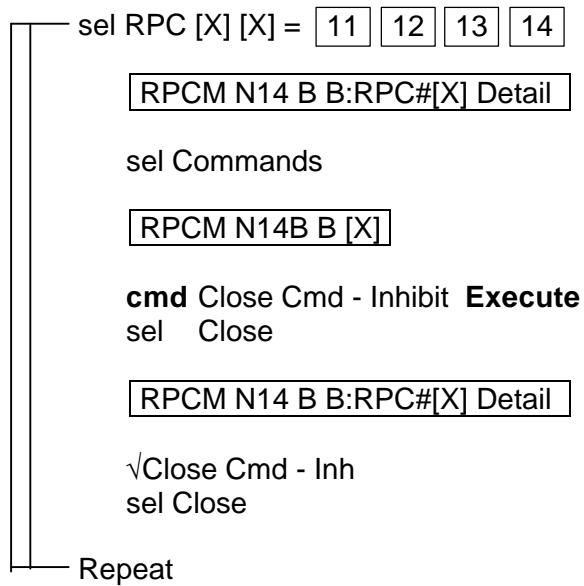 sel RPC [X] [X] = 11 12 13 14
RPCM N14 B B:RPC#[X] Detail
sel Commands
RPCM N14B B [X]
cmd Close Cmd - Inhibit Execute
sel Close
RPCM N14 B B:RPC#[X] Detail
√Close Cmd - Inh
sel Close
Repeat